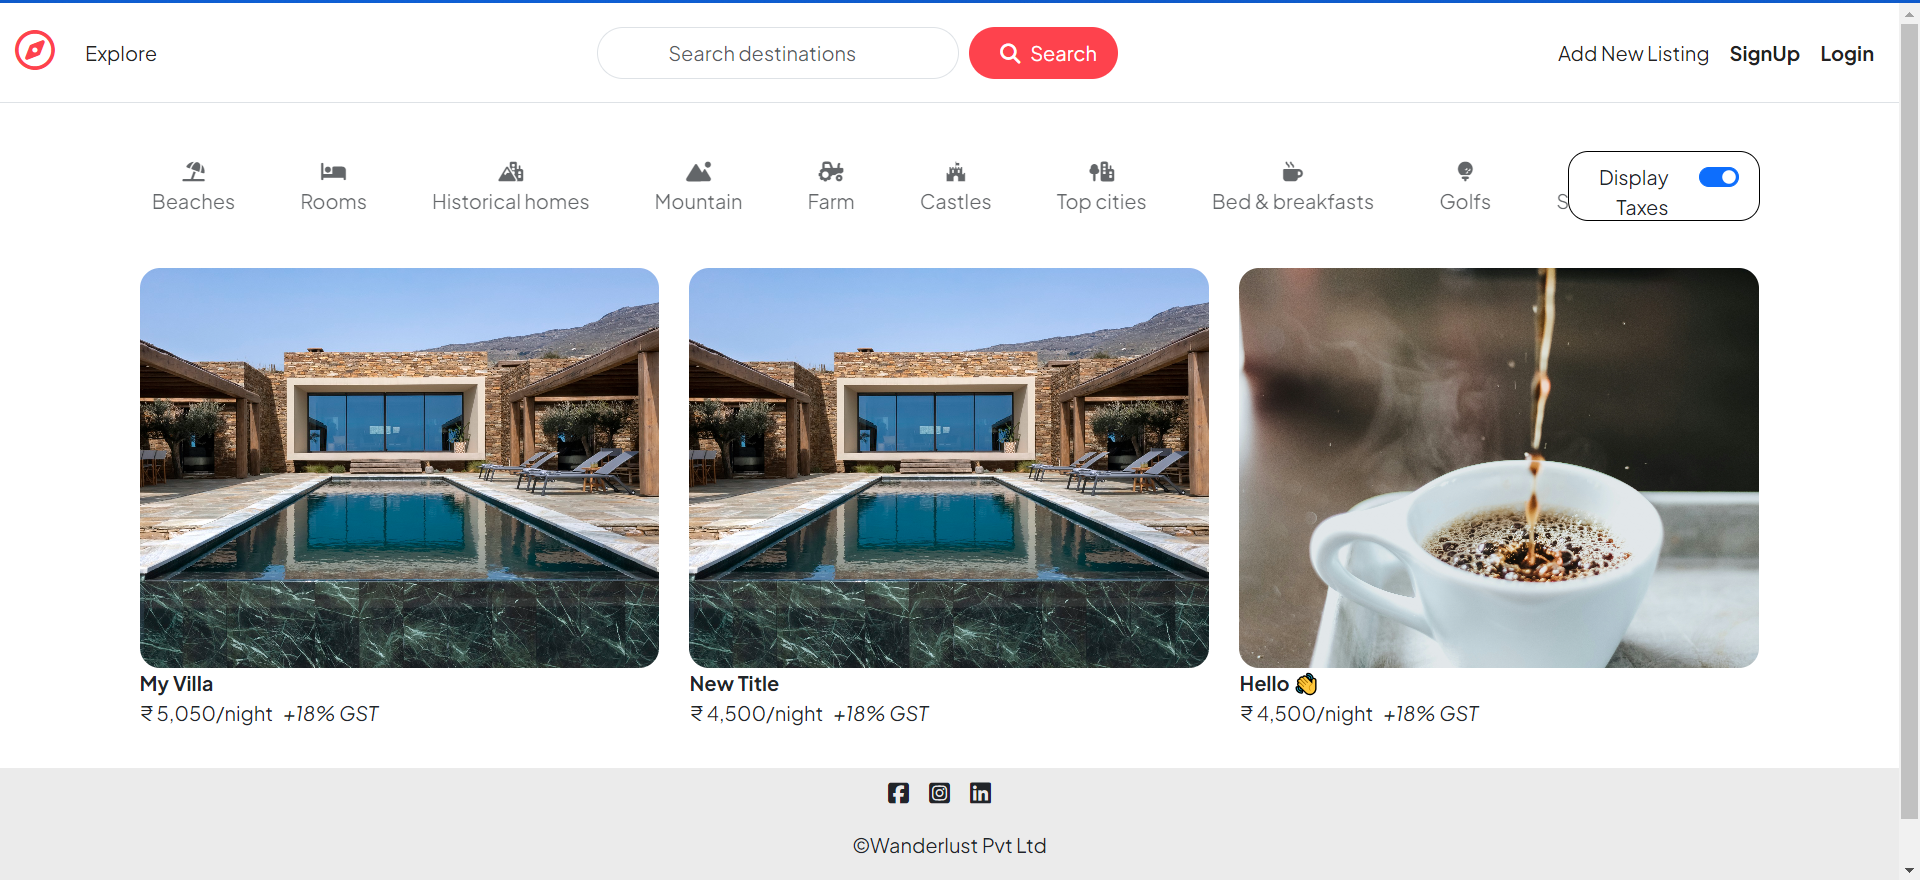 Explore
Search destinations
Search
Add New Listing SignUp Login
Beaches
Rooms
Historical homes
Mountain
Farm
Castles
Top cities
Bed & breakfasts
Golfs
S
Display
Taxes
My Villa
₹ 5,050/night +18% GST
New Title
₹ 4,500/night +18% GST
Hello 👏
₹ 4,500/night +18% GST
©Wanderlust Pvt Ltd